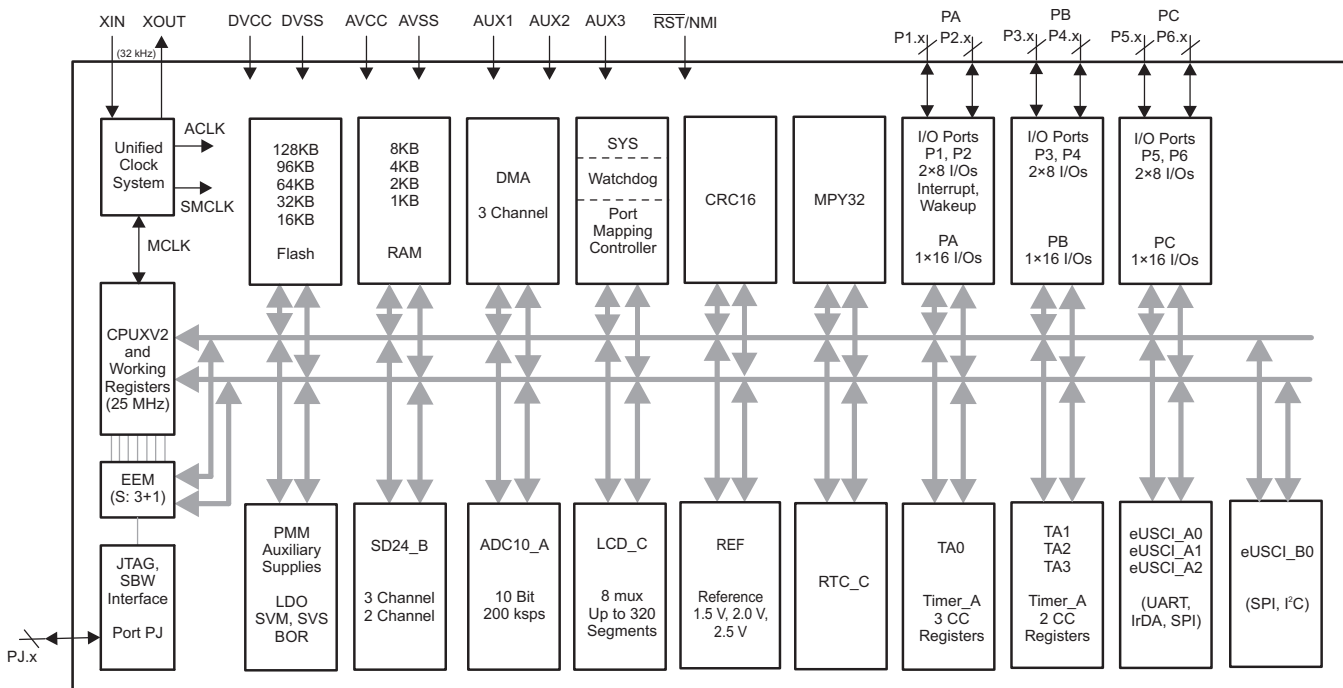 XIN XOUT DVCC DVSS AVCC AVSS AUX1 AUX2 AUX3 RST/NMI
(32 kHz)
PA
P1.x P2.x
PB
P3.x P4.x
PC
P5.x P6.x
Unified
Clock
System
ACLK
SMCLK
MCLK
128KB
96KB
64KB
32KB
16KB
Flash
8KB
4KB
2KB
1KB
RAM
DMA
3 Channel
SYS
Watchdog
Port
Mapping
Controller
CRC16
MPY32
I/O Ports
P1, P2
2×8 I/Os
Interrupt,
Wakeup
PA
1×16 I/Os
I/O Ports
P3, P4
2×8 I/Os
PB
1×16 I/Os
I/O Ports
P5, P6
2×8 I/Os
PC
1×16 I/Os
CPUXV2
and
Working
Registers
(25 MHz)
EEM
(S: 3+1)
JTAG,
SBW
Interface
Port PJ
PJ.x
PMM
Auxiliary
Supplies
LDO
SVM, SVS
BOR
SD24_B
3 Channel
2 Channel
ADC10_A
10 Bit
200 ksps
LCD_C
8 mux
Up to 320
Segments
REF
Reference
1.5 V, 2.0 V,
2.5 V
RTC_C
TA0
Timer_A
3 CC
Registers
TA1
TA2
TA3
Timer_A
2 CC
Registers
eUSCI_A0
eUSCI_A1
eUSCI_A2
(UART,
IrDA, SPI)
eUSCI_B0
(SPI, I²C)